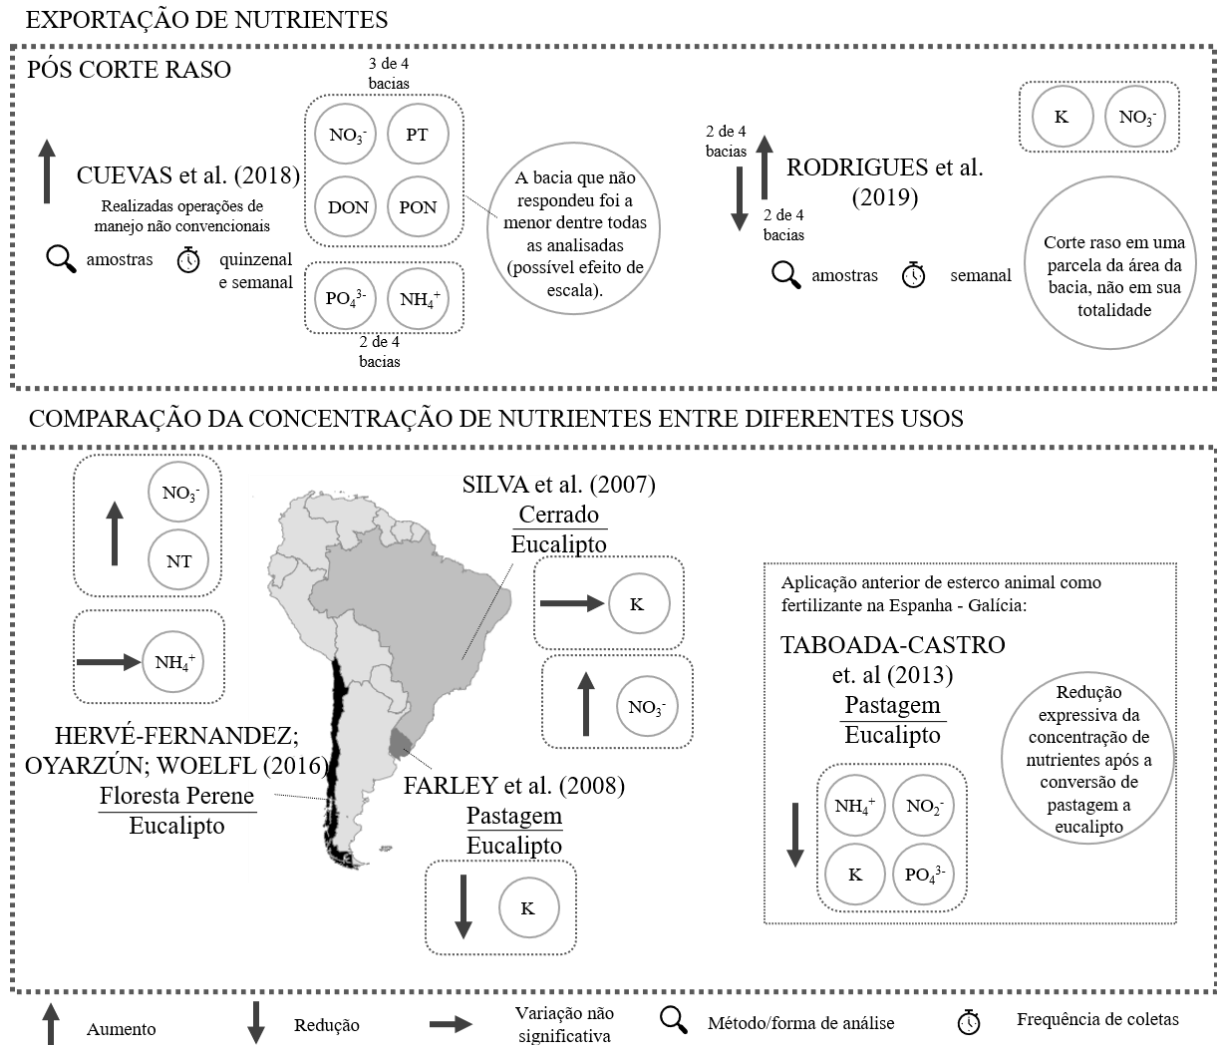 EXPORTAÇÃO DE NUTRIENTES
PÓS CORTE RASO
3 de 4
bacias
NO₃⁻
PT
DON
PON
CUEVAS et al. (2018)
Realizadas operações de
manejo não convencionais
amostras
quinzenal
e semanal
PO₄³⁻
NH₄⁺
2 de 4
bacias
A bacia que não
respondeu foi a
menor dentre todas
as analisadas
(possível efeito de
escala).
2 de 4
bacias
2 de 4
bacias
RODRIGUES et al.
(2019)
amostras
semanal
K
NO₃⁻
Corte raso em uma
parcela da área da
bacia, não em sua
totalidade
COMPARAÇÃO DA CONCENTRAÇÃO DE NUTRIENTES ENTRE DIFERENTES USOS
NO₃⁻
NT
NH₄⁺
HERVÉ-FERNANDEZ;
OYARZÚN; WOELFL (2016)
Floresta Perene
Eucalipto
SILVA et al. (2007)
Cerrado
Eucalipto
K
NO₃⁻
FARLEY et al. (2008)
Pastagem
Eucalipto
K
Aplicação anterior de esterco animal como
fertilizante na Espanha - Galícia:
TABOADA-CASTRO
et. al (2013)
Pastagem
Eucalipto
NH₄⁺
NO₂⁻
K
PO₄³⁻
Redução
expressiva da
concentração de
nutrientes após a
conversão de
pastagem a
eucalipto
Aumento
Redução
Variação não
significativa
Método/forma de análise
Frequência de coletas